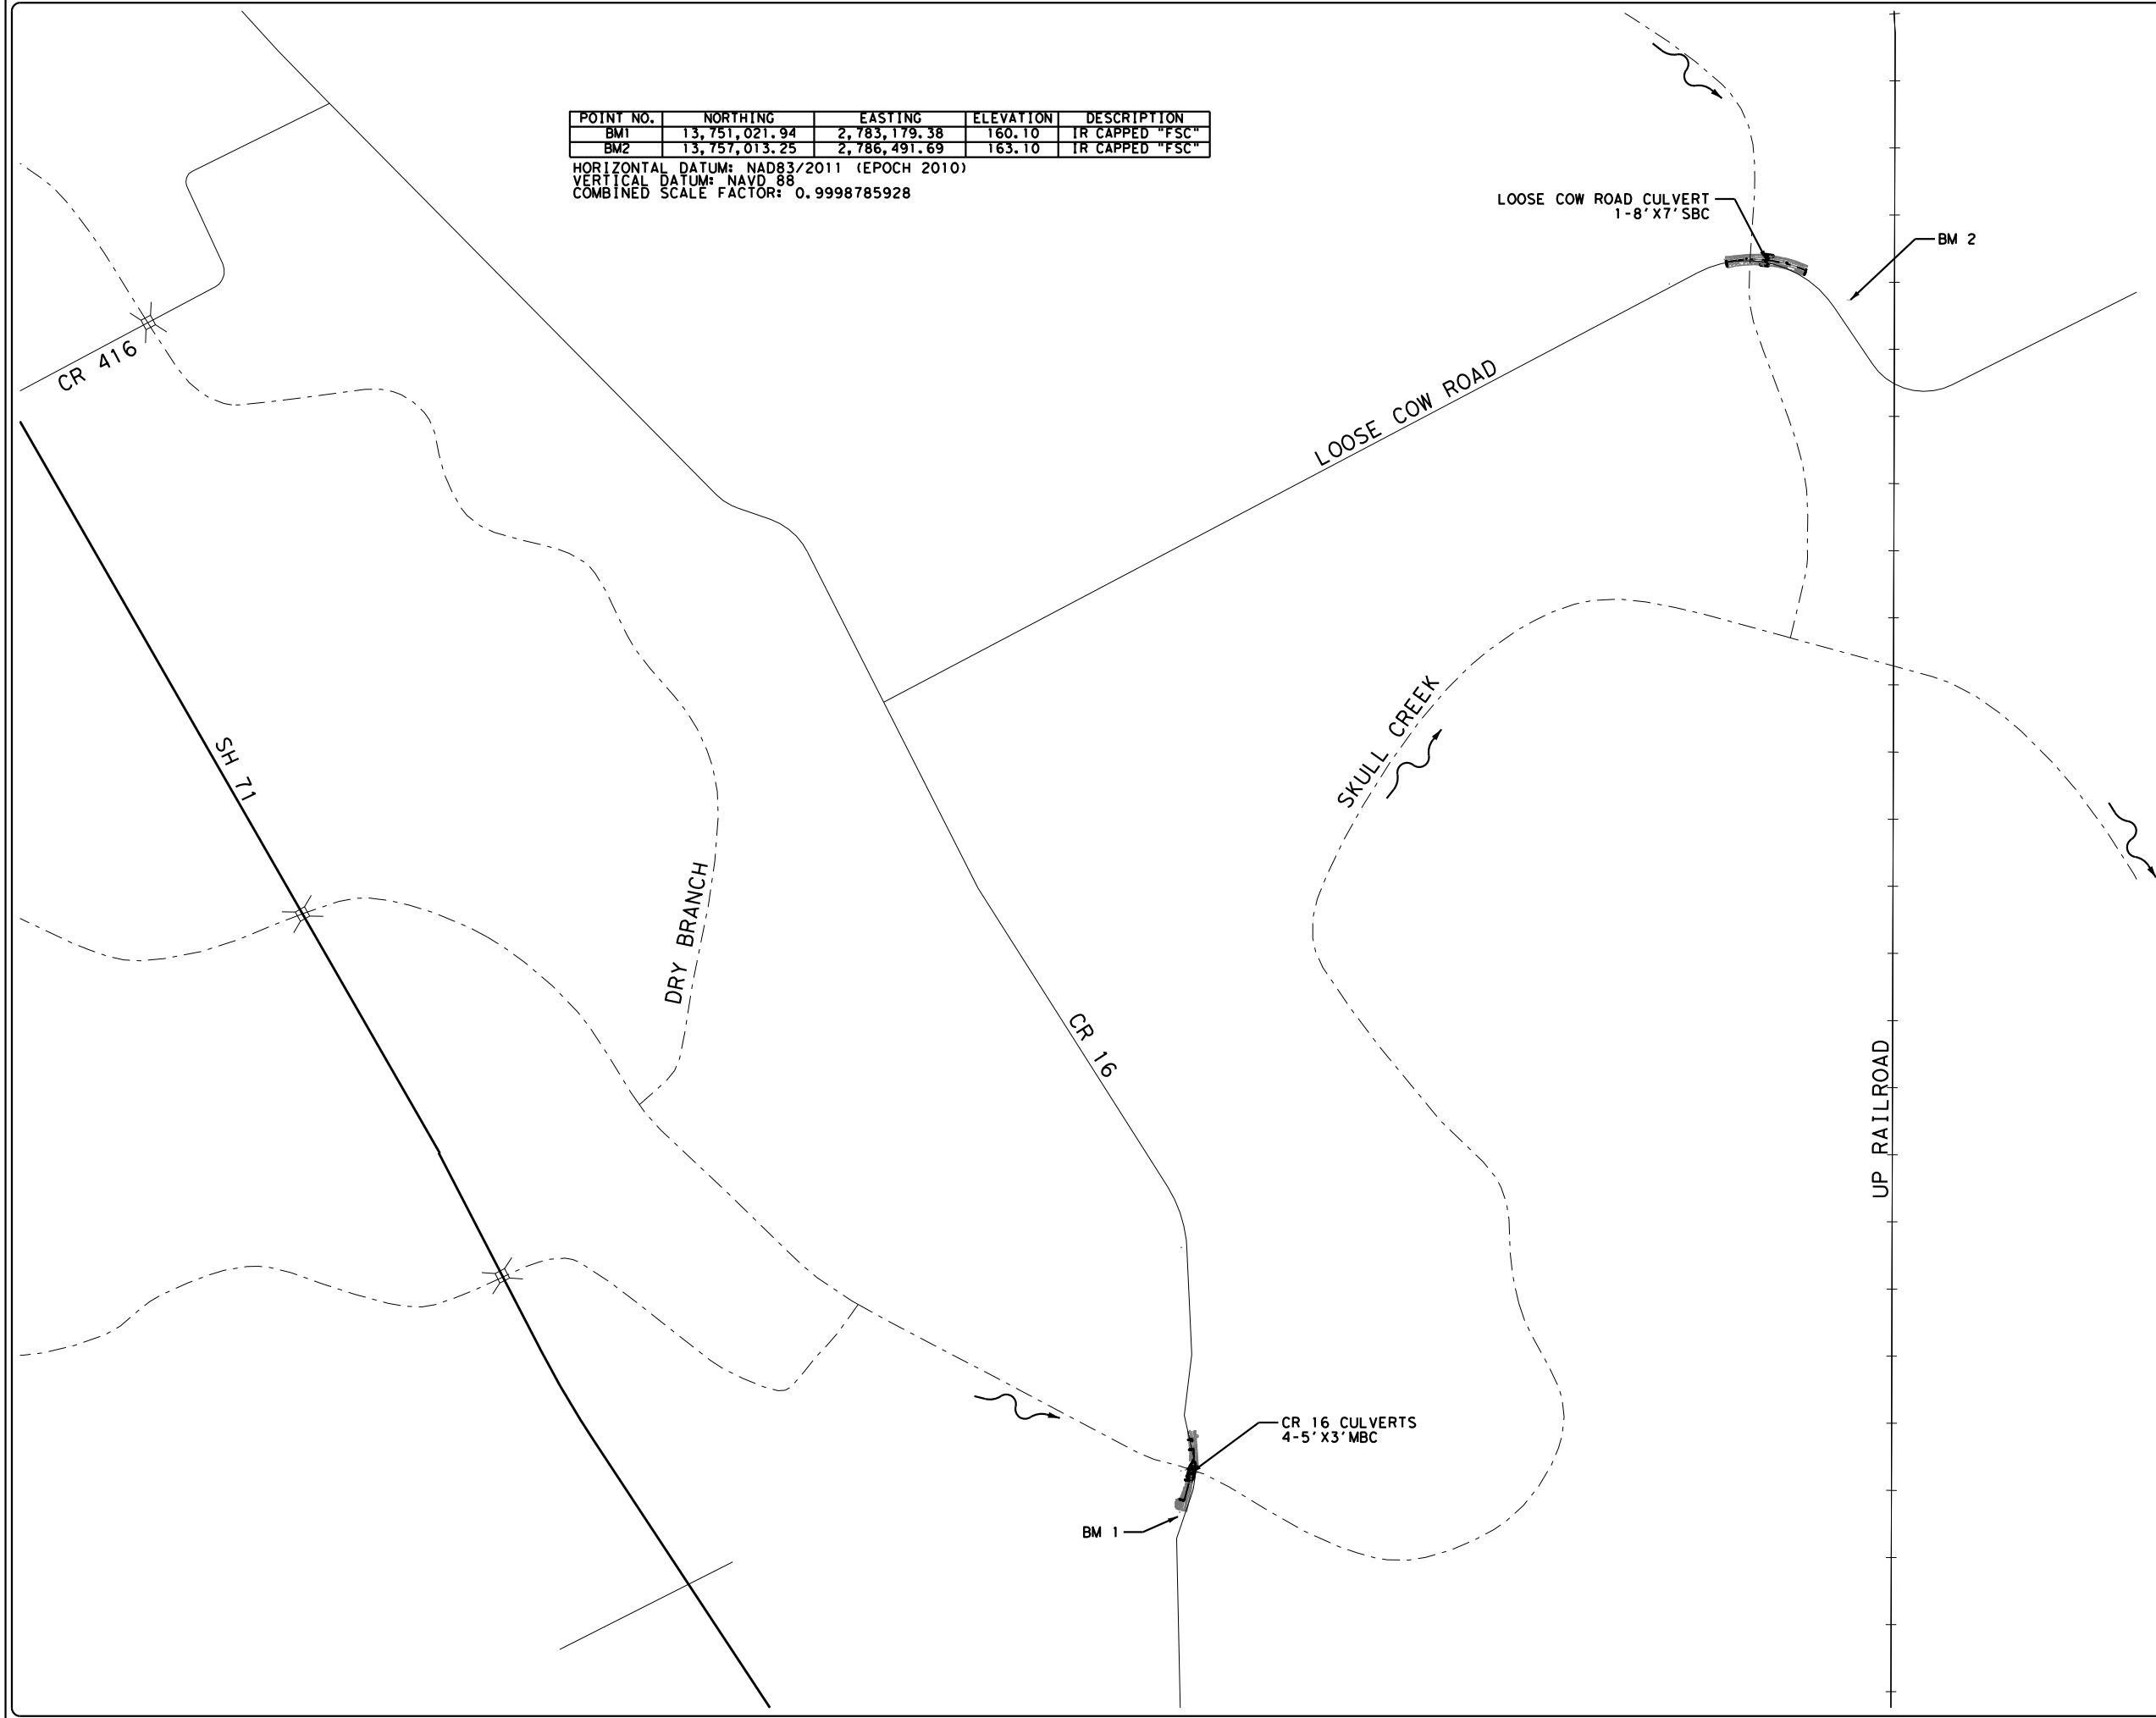 POINT NO. NORTHING EASTING ELEVATION DESCRIPTION
BM1 13,751,021.94 2,783,179.38 160.10 IR CAPPED "FSC"
BM2 13,757,013.25 2,786,491.69 163.10 IR CAPPED "FSC"
HORIZONTAL DATUM: NAD83/2011 (EPOCH 2010)
VERTICAL DATUM: NAVD 88
COMBINED SCALE FACTOR: 0.9998785928
LOOSE COW ROAD CULVERT
1-8'X7'SBC
BM 2
CR 416
LOOSE COW ROAD
SKULL CREEK
SH 71
DRY BRANCH
CR 16
UP RAILROAD
CR 16 CULVERTS
4-5'X3'MBC
BM 1